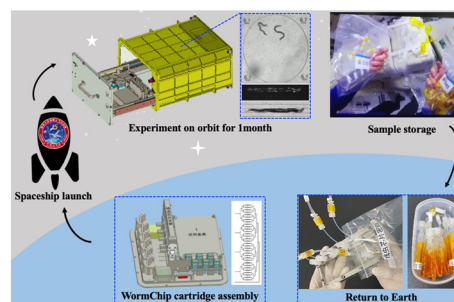 Experiment on orbit for 1month
Sample storage
Spaceship launch
WormChip cartridge assembly
Return to Earth